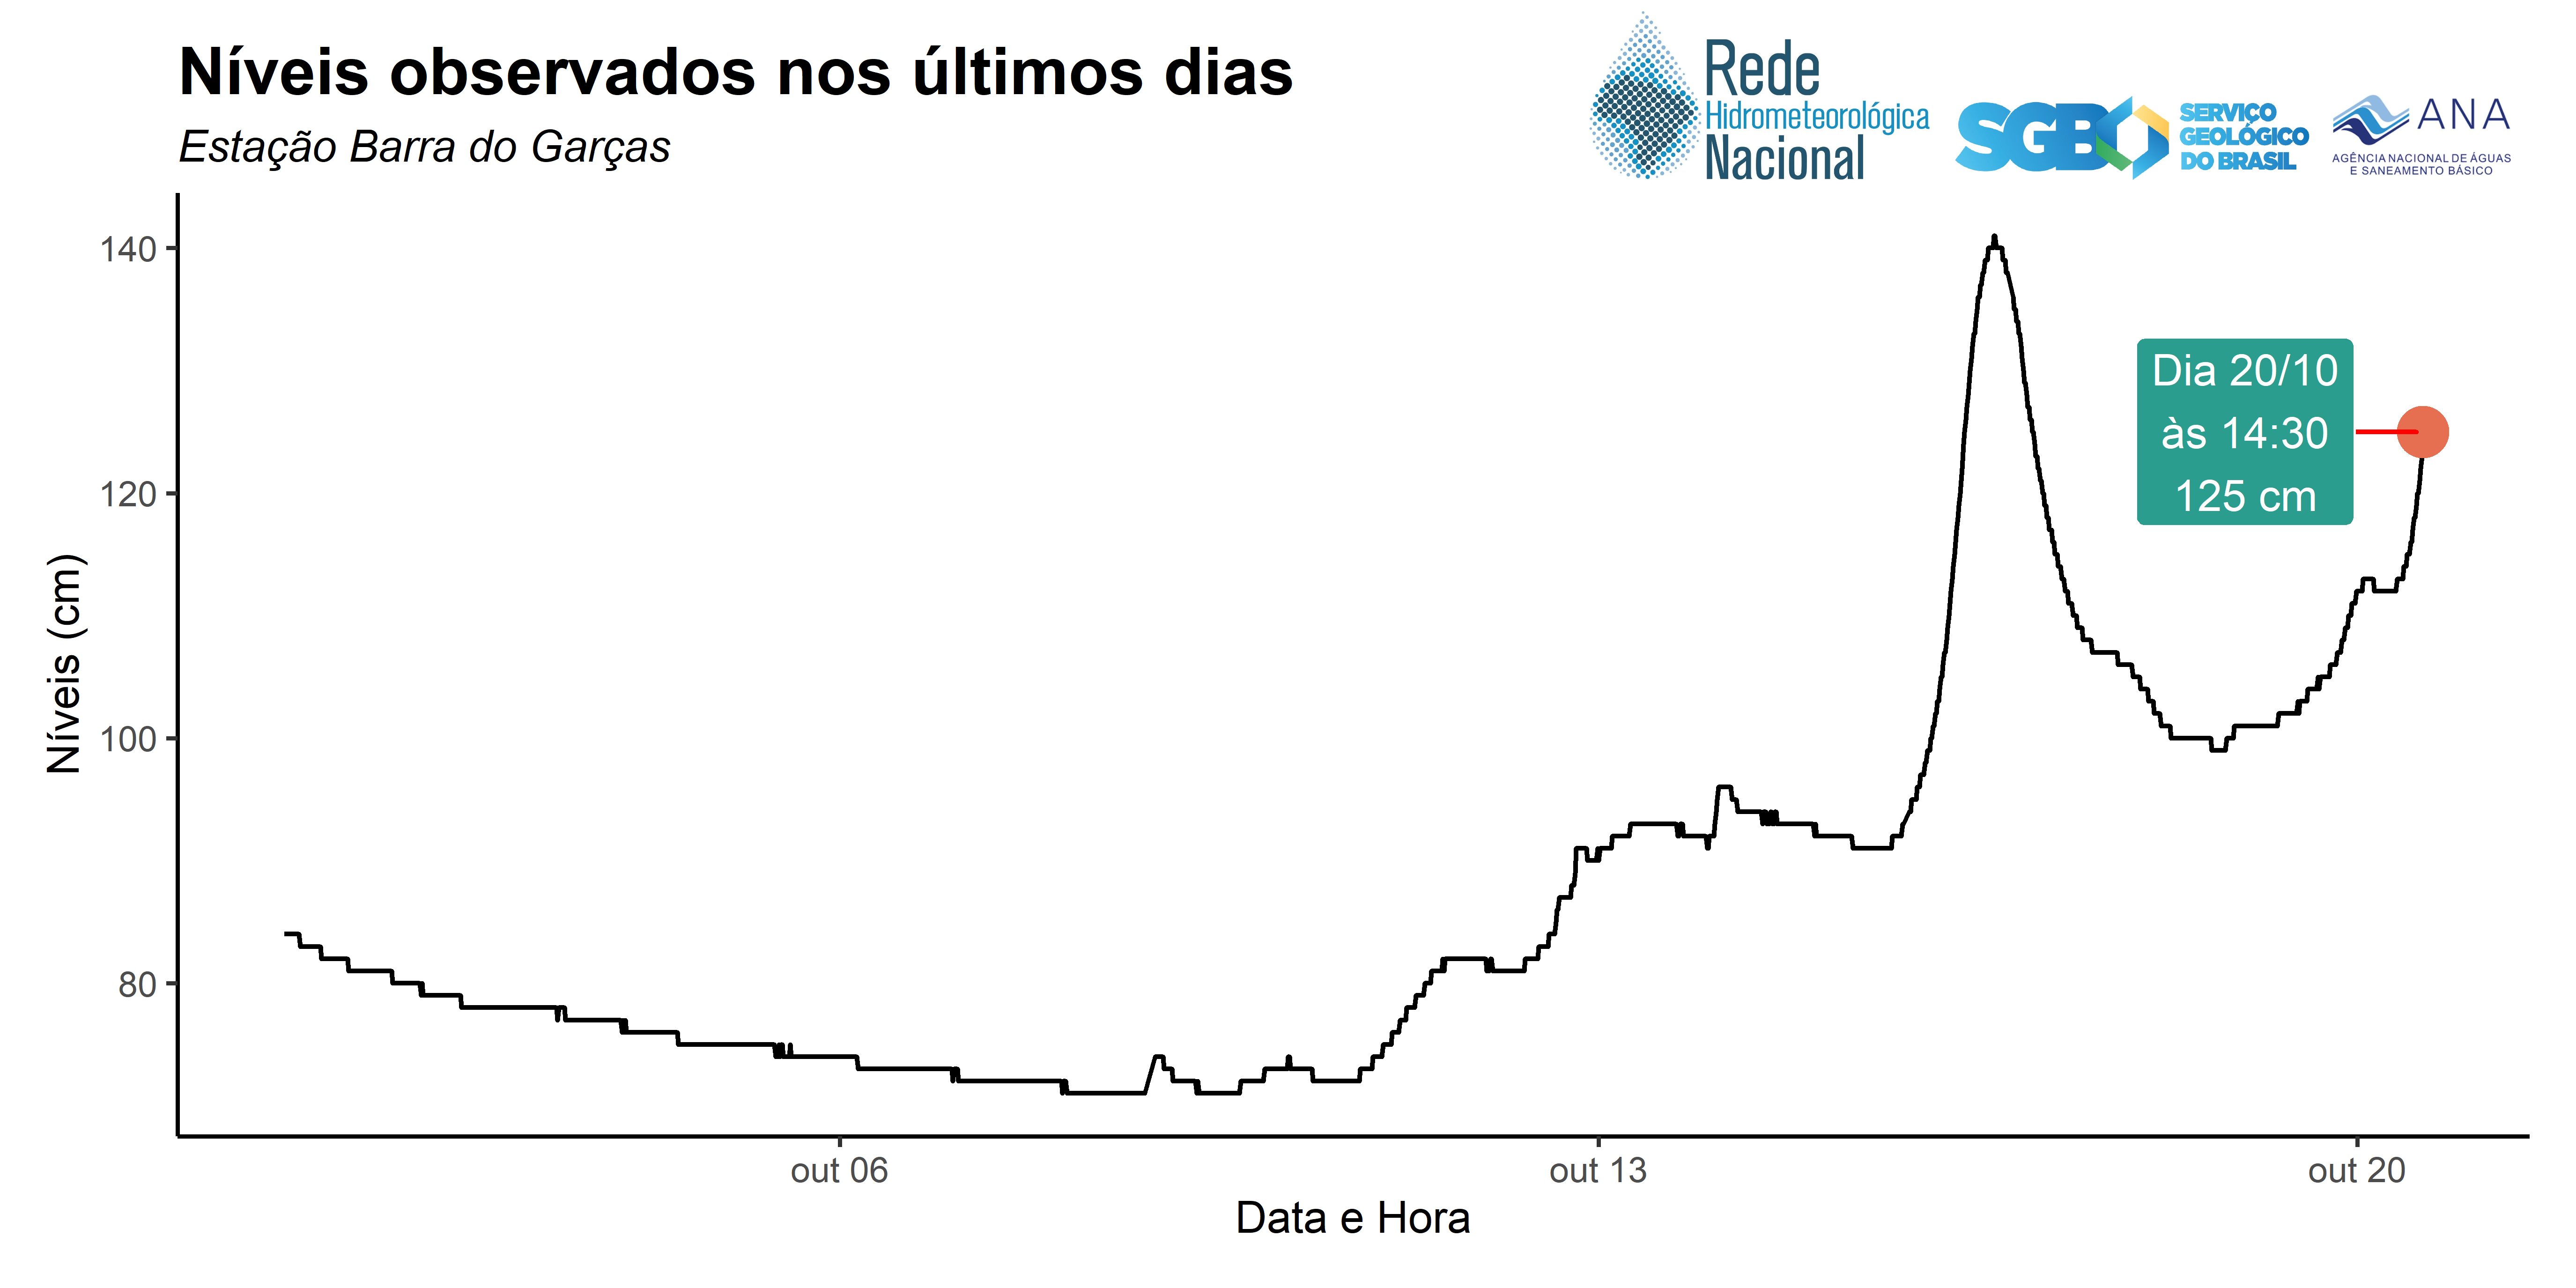 Níveis observados nos últimos dias
Estação Barra do Garças
Rede
Hidrometeorológica
Nacional
SGB
SERVIÇO
GEOLÓGICO
DO BRASIL
ANA
AGÊNCIA NACIONAL DE ÁGUAS
E SANEAMENTO BÁSICO
Níveis (cm)
140
120
100
80
Dia 20/10
às 14:30
125 cm
out 06
out 13
out 20
Data e Hora